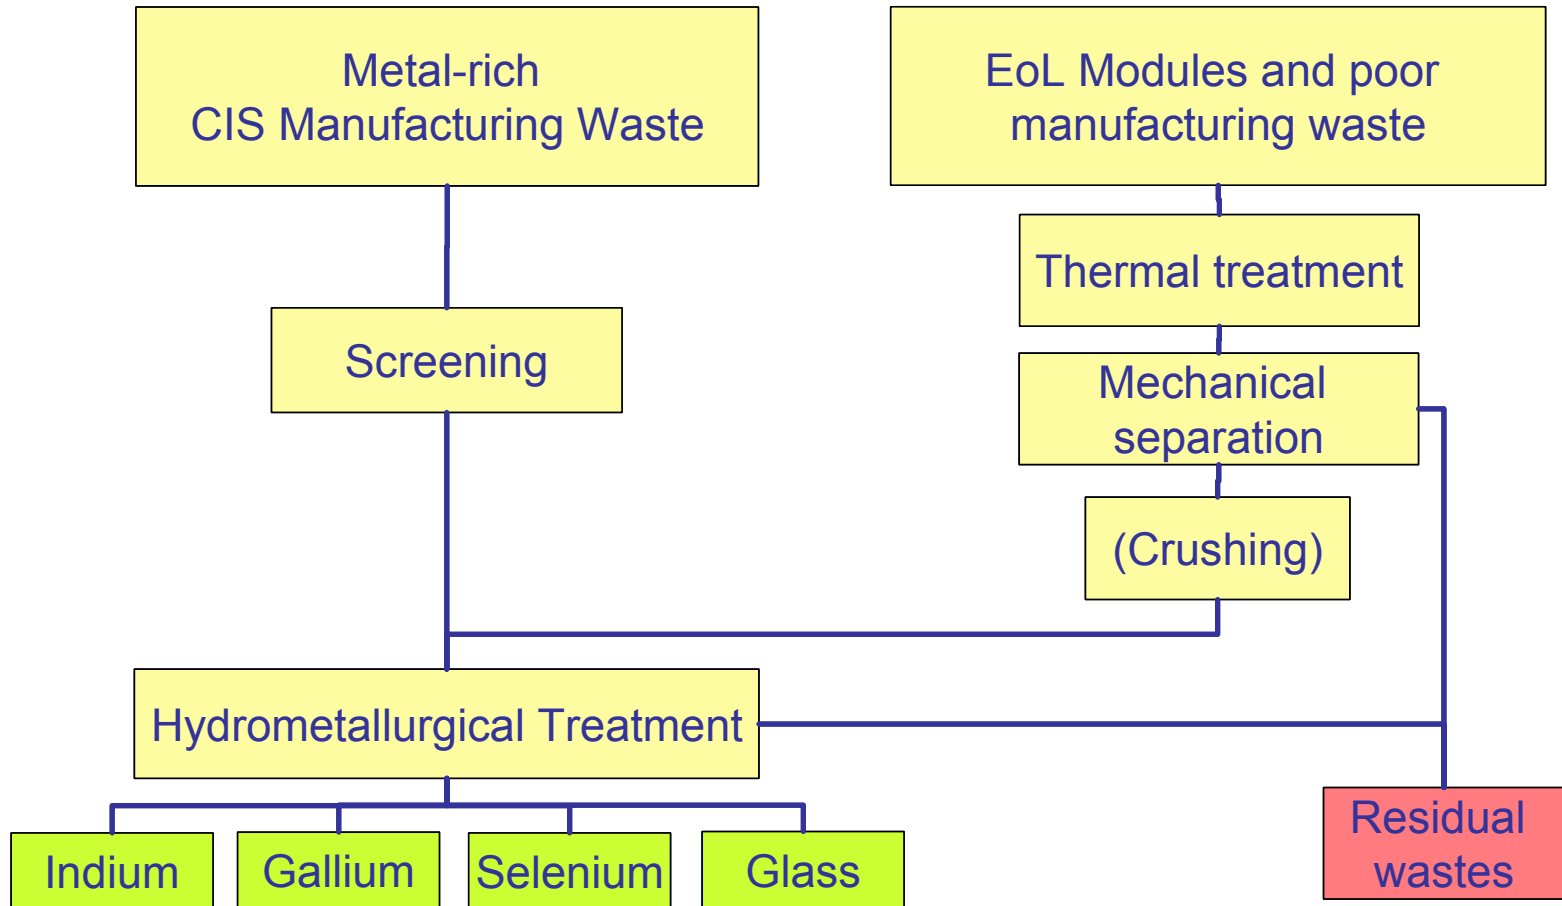 Metal-rich
CIS Manufacturing Waste
EoL Modules and poor
manufacturing waste
Thermal treatment
Screening
Mechanical
separation
(Crushing)
Hydrometallurgical Treatment
Indium
Gallium
Selenium
Glass
Residual
wastes